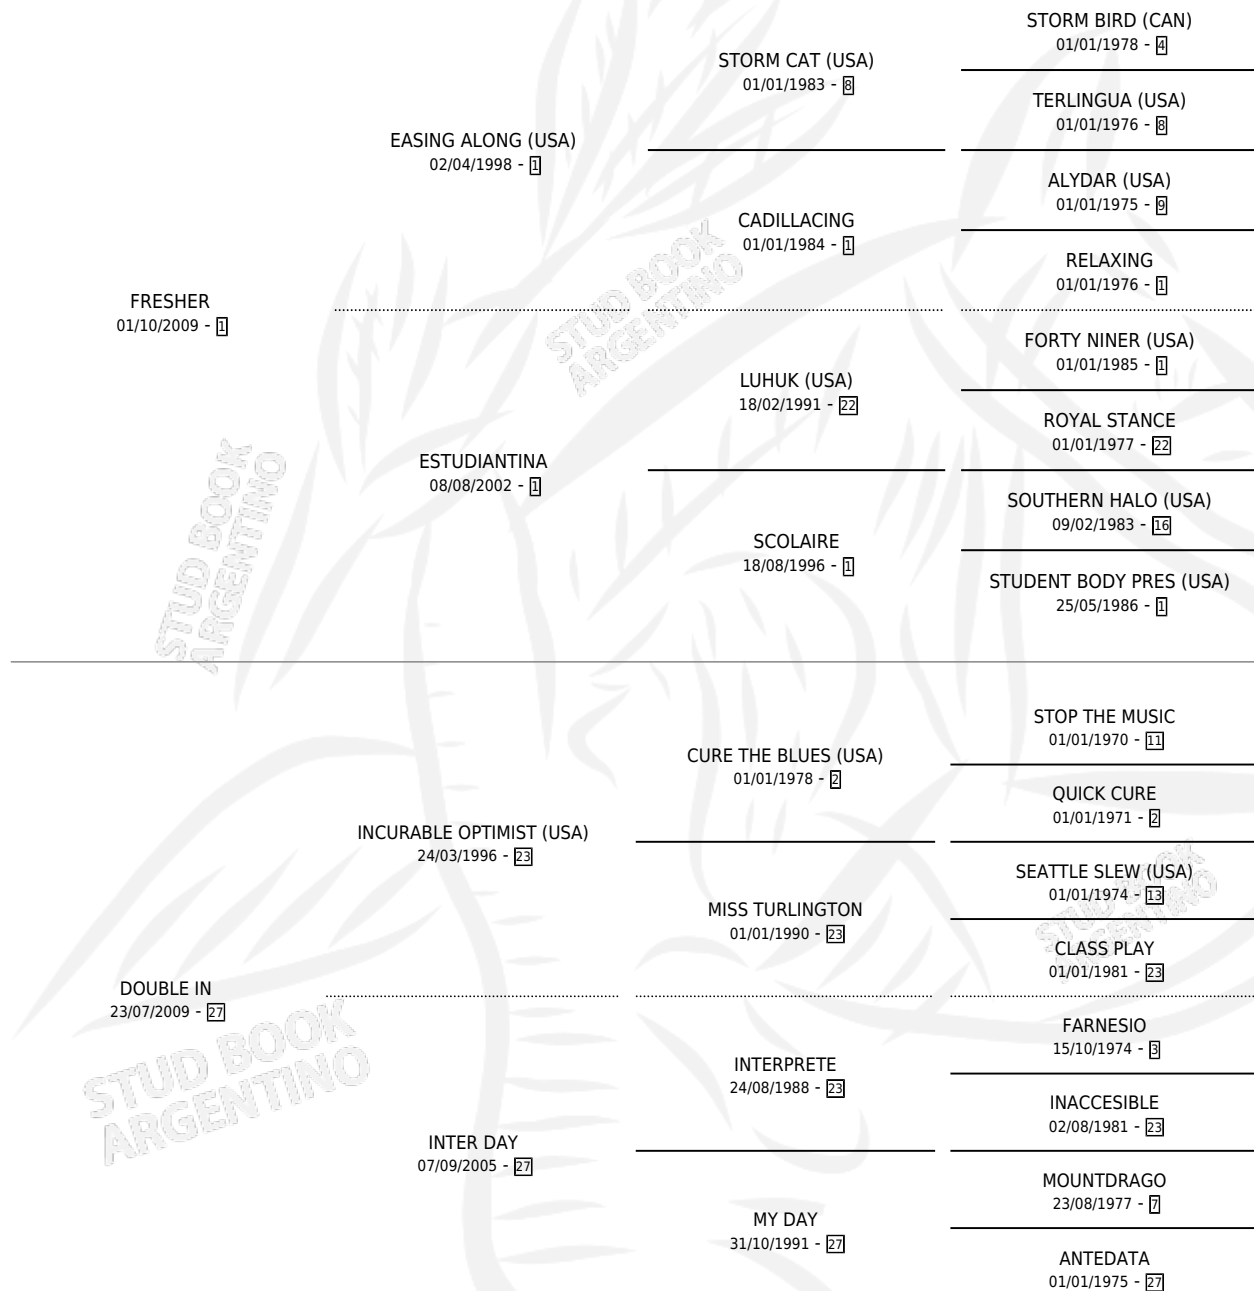 STORM BIRD (CAN)
01/01/1978 - 4
STORM CAT (USA)
01/01/1983 - 8
TERLINGUA (USA)
01/01/1976 - 8
EASING ALONG (USA)
02/04/1998 - 1
ALYDAR (USA)
01/01/1975 - 9
CADILLACING
01/01/1984 - 1
RELAXING
01/01/1976 - 1
STUD BOOK
ARGENTINO
FRESHER
01/10/2009 - 1
FORTY NINER (USA)
01/01/1985 - 1
LUHUK (USA)
18/02/1991 - 22
ROYAL STANCE
01/01/1977 - 22
ESTUDIANTINA
08/08/2002 - 1
SOUTHERN HALO (USA)
09/02/1983 - 16
SCOLAIRE
18/08/1996 - 1
STUDENT BODY PRES (USA)
25/05/1986 - 1
STUD BOOK
ARGENTINO
STOP THE MUSIC
01/01/1970 - 11
CURE THE BLUES (USA)
01/01/1978 - 2
QUICK CURE
01/01/1971 - 2
INCURABLE OPTIMIST (USA)
24/03/1996 - 23
SEATTLE SLEW (USA)
01/01/1974 - 13
MISS TURLINGTON
01/01/1990 - 23
STUD BOOK
ARGENTINO
CLASS PLAY
01/01/1981 - 23
DOUBLE IN
23/07/2009 - 27
FARNESIO
15/10/1974 - 3
INTERPRETE
24/08/1988 - 23
STUD BOOK
ARGENTINO
INACCESIBLE
02/08/1981 - 23
INTER DAY
07/09/2005 - 27
MOUNTDRAGO
23/08/1977 - 7
MY DAY
31/10/1991 - 27
ANTEDATA
01/01/1975 - 27